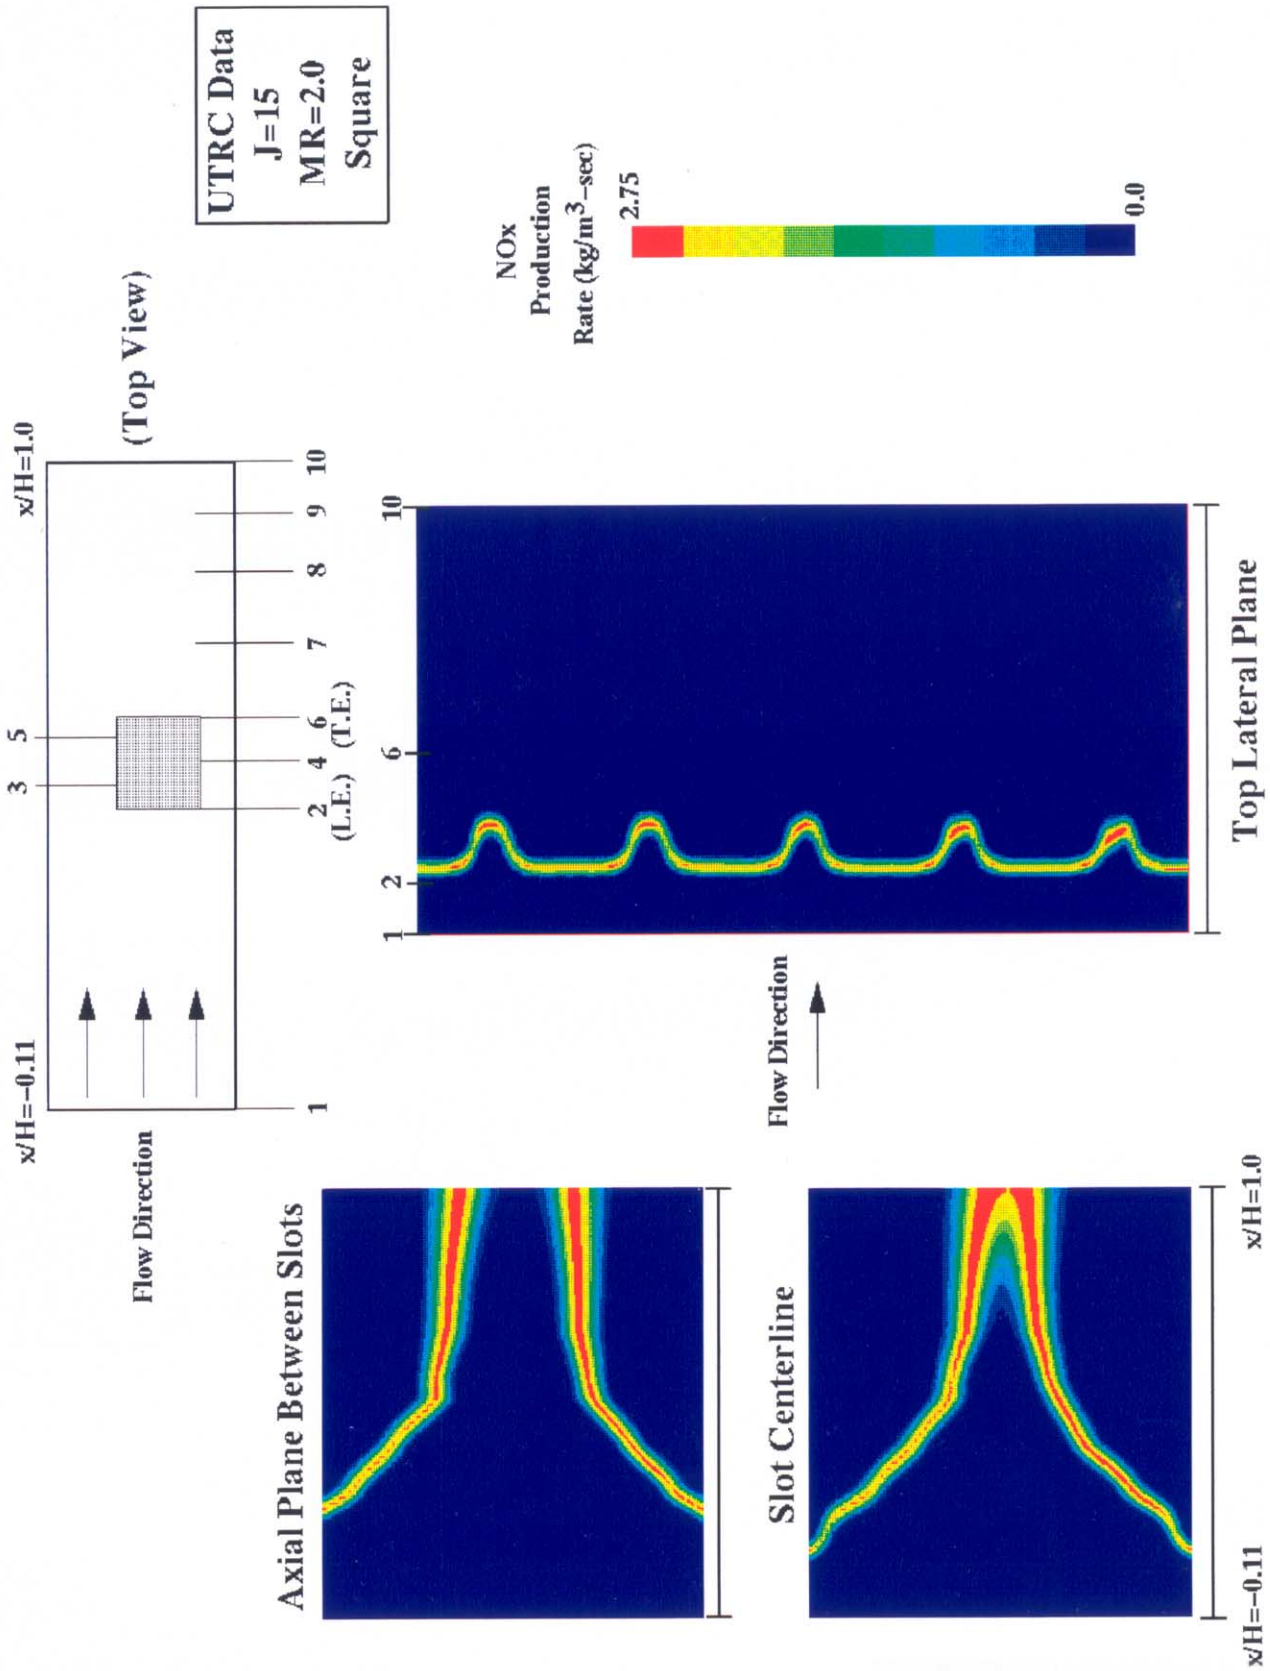 UTRC Data
J=15
MR=2.0
Square
x/H=−0.11
3
5
x/H=1.0
Flow Direction
(Top View)
1
2
4
6
7
8
9
10
(L.E.)
(T.E.)
NOx
Production
Rate (kg/m³−sec)
2.75
0.0
Axial Plane Between Slots
1
2
6
10
Flow Direction
Slot Centerline
Top Lateral Plane
x/H=−0.11
x/H=1.0